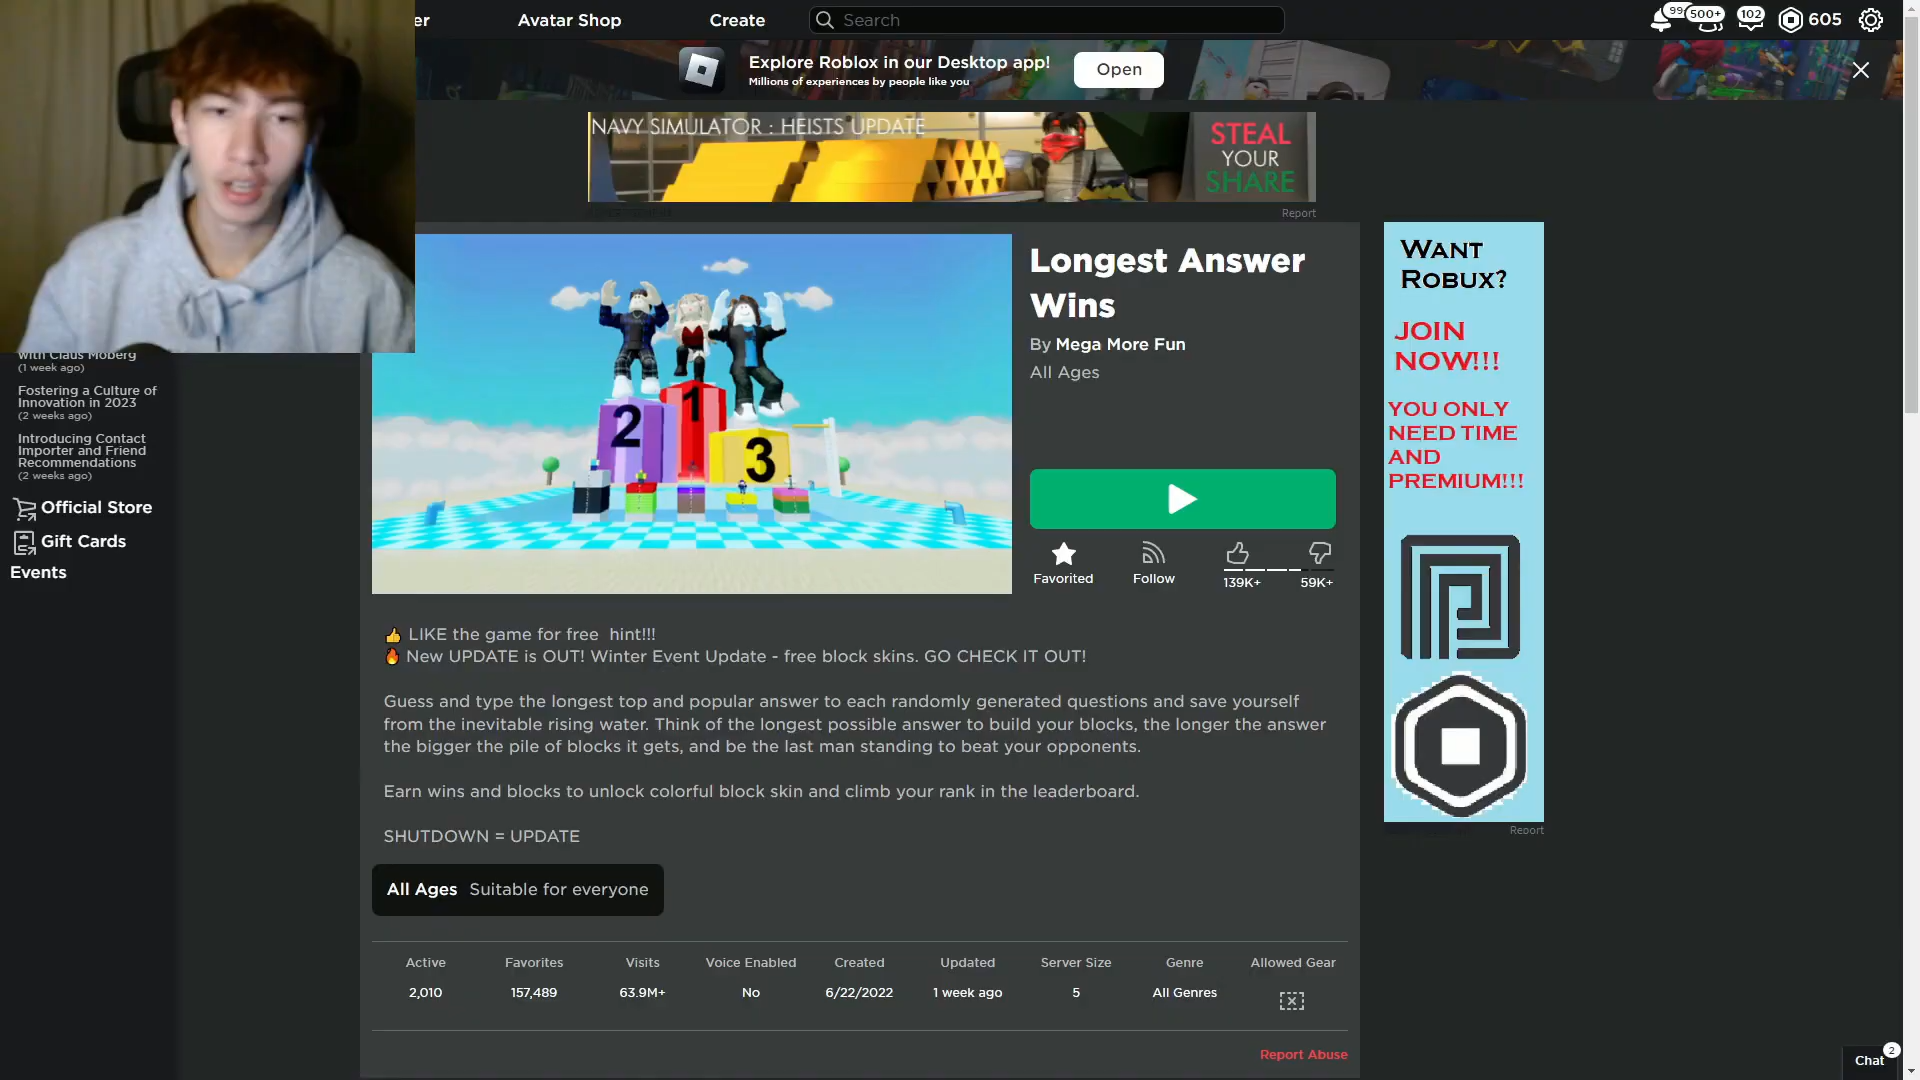 er
Avatar Shop
Create
Search
99
500+
102
605
Explore Roblox in our Desktop app!
Millions of experiences by people like you
Open
NAVY SIMULATOR : HEISTS UPDATE
STEAL
YOUR
SHARE
Report
2
1
3
Longest Answer
Wins
By Mega More Fun
All Ages
Favorited
Follow
139K+
59K+
WANT
ROBUX?
JOIN
NOW!!!
YOU ONLY
NEED TIME
AND
PREMIUM!!!
Report
with Claus Moberg
(1 week ago)
Fostering a Culture of
Innovation in 2023
(2 weeks ago)
Introducing Contact
Importer and Friend
Recommendations
(2 weeks ago)
Official Store
Gift Cards
Events
👍 LIKE the game for free hint!!!
🔥 New UPDATE is OUT! Winter Event Update - free block skins. GO CHECK IT OUT!
Guess and type the longest top and popular answer to each randomly generated questions and save yourself
from the inevitable rising water. Think of the longest possible answer to build your blocks, the longer the answer
the bigger the pile of blocks it gets, and be the last man standing to beat your opponents.
Earn wins and blocks to unlock colorful block skin and climb your rank in the leaderboard.
SHUTDOWN = UPDATE
All Ages Suitable for everyone
Active Favorites Visits Voice Enabled Created Updated Server Size Genre Allowed Gear
2,010 157,489 63.9M+ No 6/22/2022 1 week ago 5 All Genres
Report Abuse
Chat
2